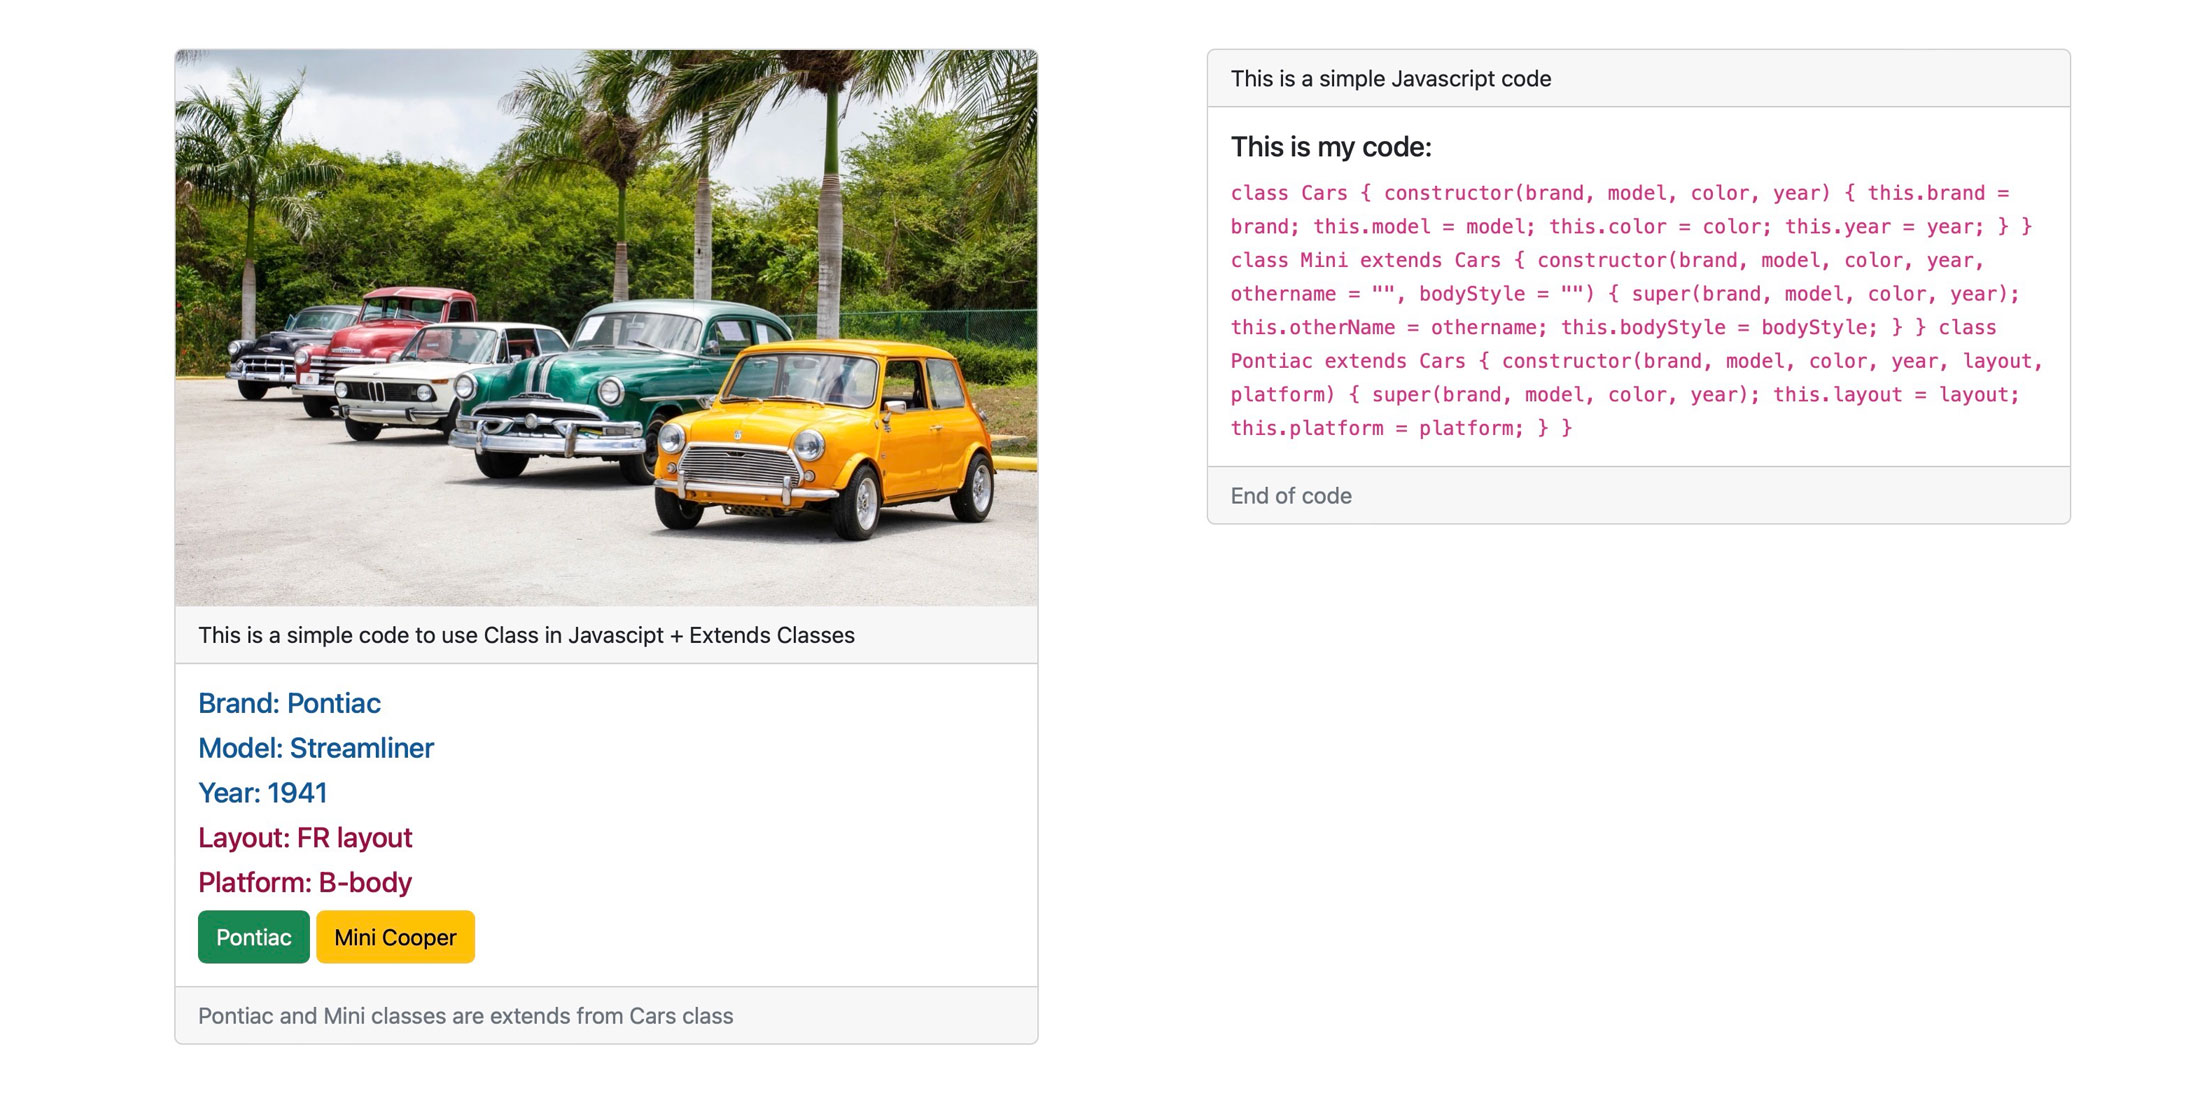 This is a simple code to use Class in Javascipt + Extends Classes
Brand: Pontiac
Model: Streamliner
Year: 1941
Layout: FR layout
Platform: B-body
Pontiac
Mini Cooper
Pontiac and Mini classes are extends from Cars class
This is a simple Javascript code
This is my code:
class Cars { constructor(brand, model, color, year) { this.brand =
brand; this.model = model; this.color = color; this.year = year; } }
class Mini extends Cars { constructor(brand, model, color, year,
othername = "", bodyStyle = "") { super(brand, model, color, year);
this.otherName = othername; this.bodyStyle = bodyStyle; } } class
Pontiac extends Cars { constructor(brand, model, color, year, layout,
platform) { super(brand, model, color, year); this.layout = layout;
this.platform = platform; } }
End of code